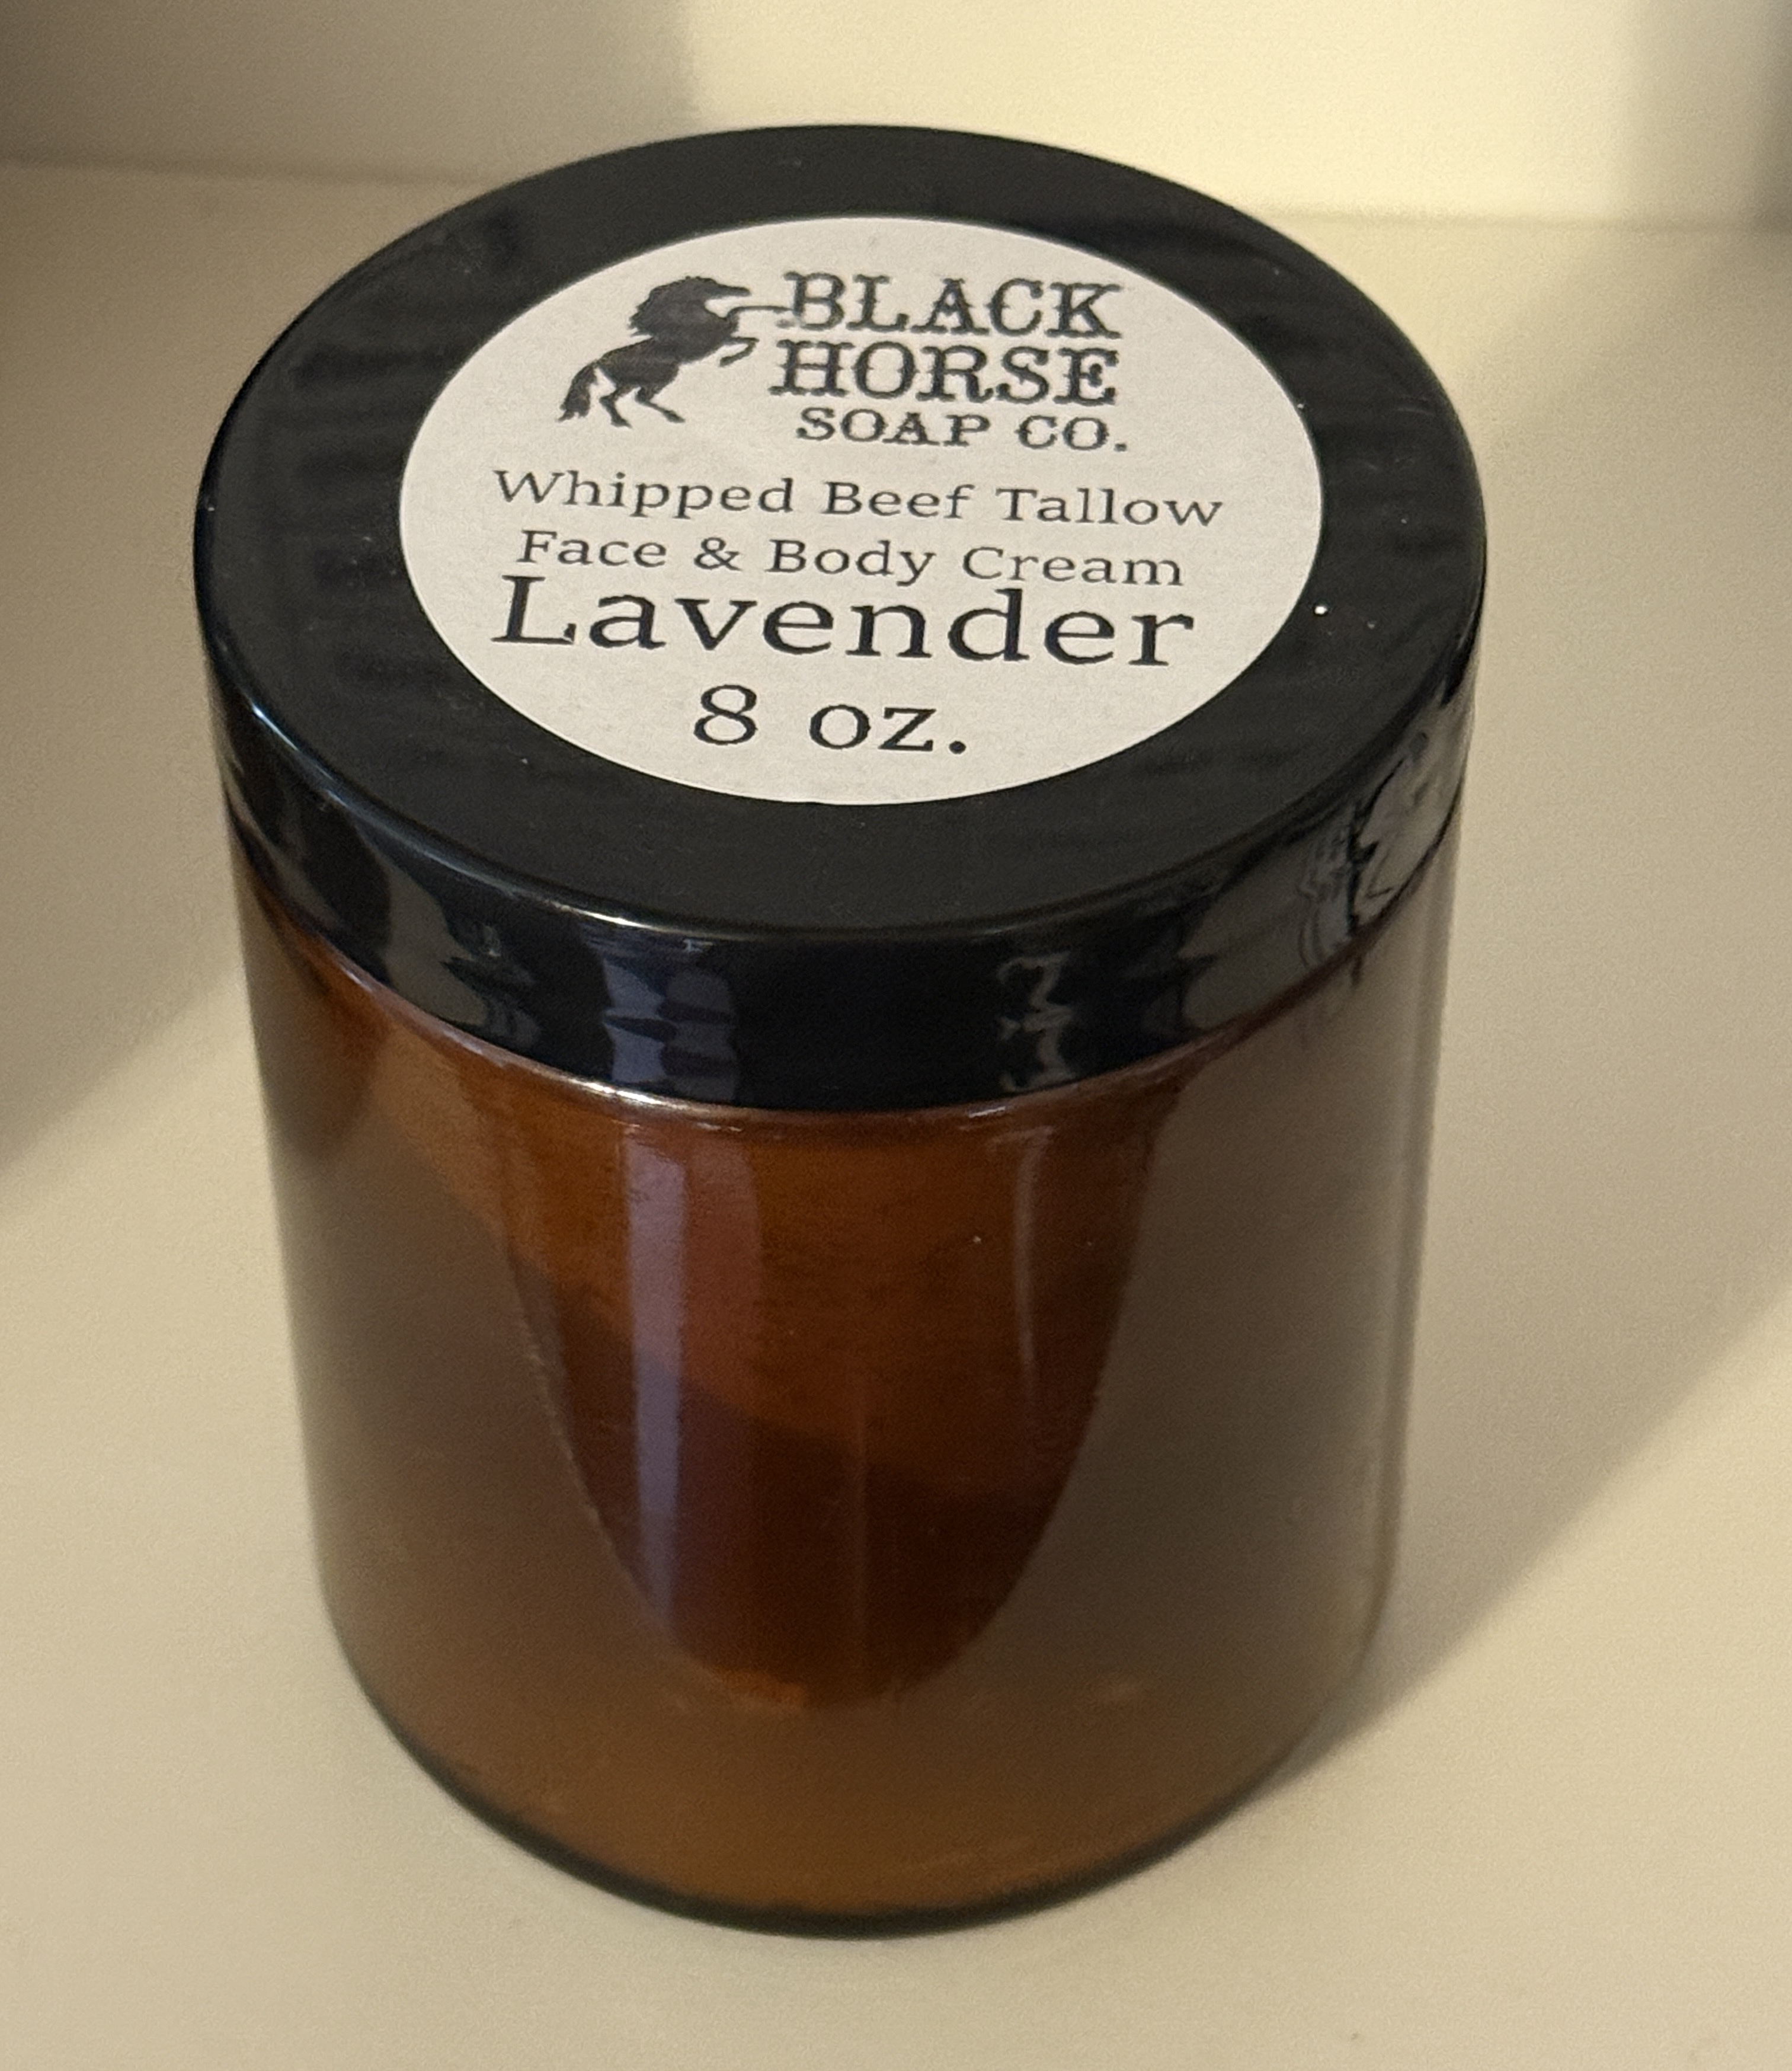 BLACK
HORSE
SOAP CO.
Whipped Beef Tallow
Face & Body Cream
Lavender
8 oz.